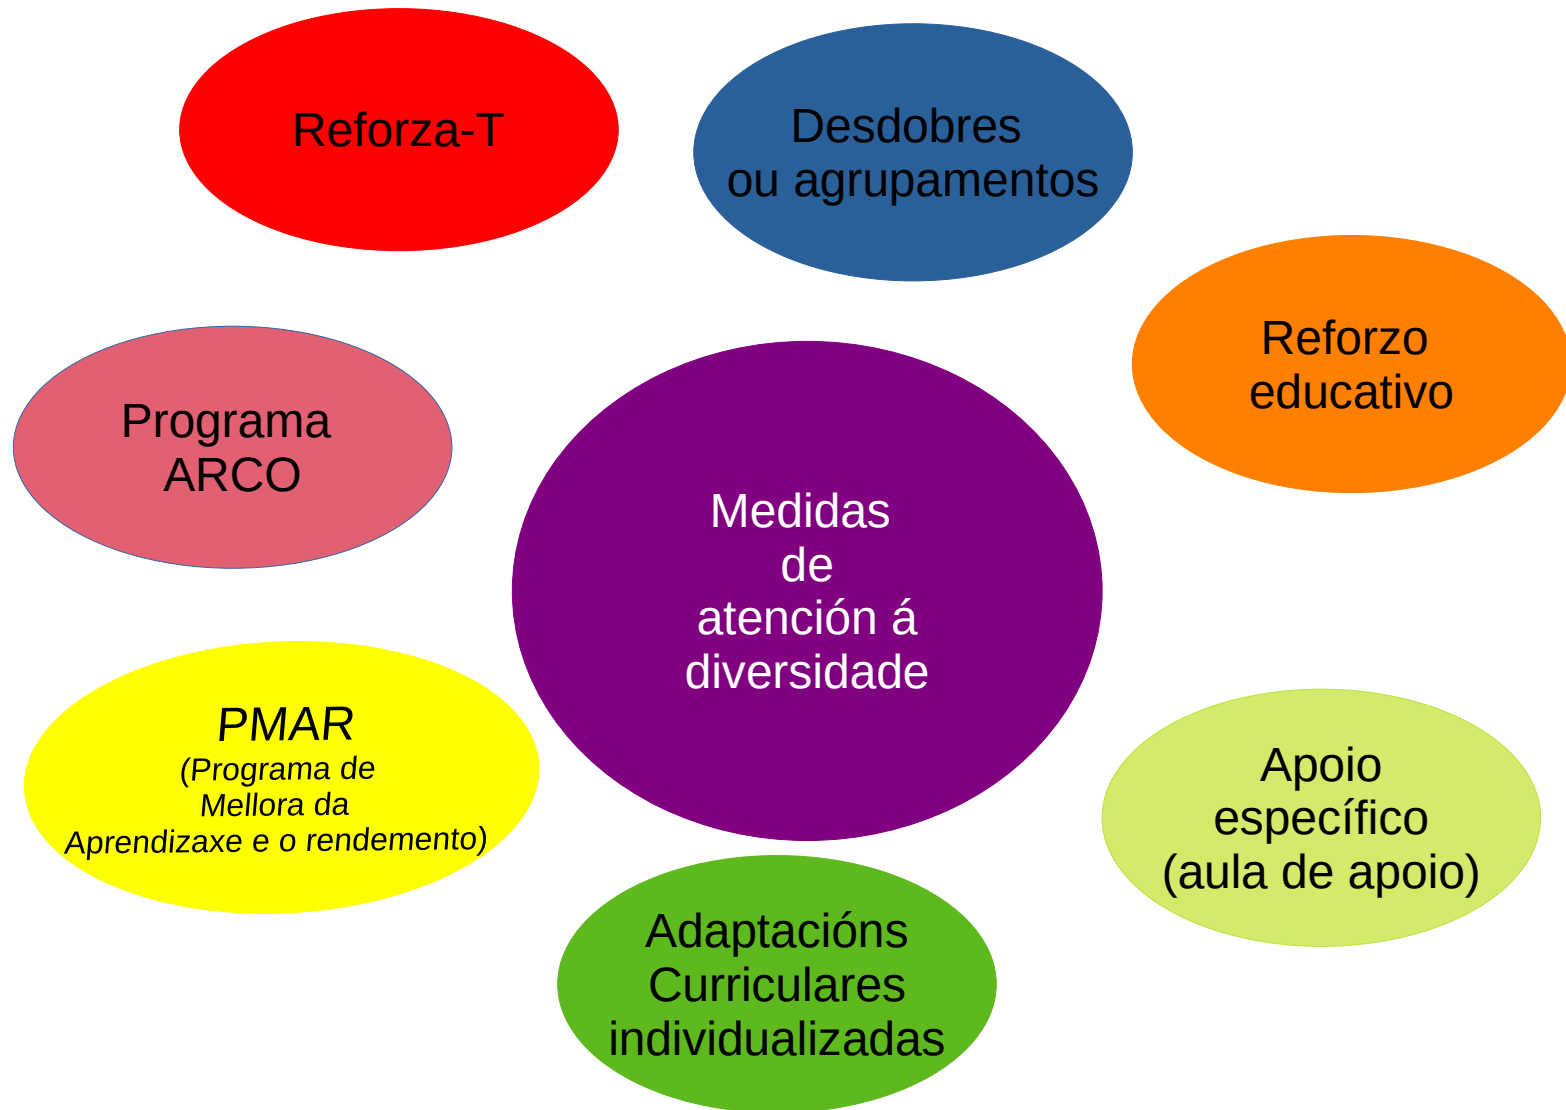 Reforza-T
Desdobres
ou agrupamentos
Reforzo
educativo
Programa
ARCO
Medidas
de
atención á
diversidade
PMAR
(Programa de
Mellora da
Aprendizaxe e o rendemento)
Apoio
específico
(aula de apoio)
Adaptacións
Curriculares
individualizadas